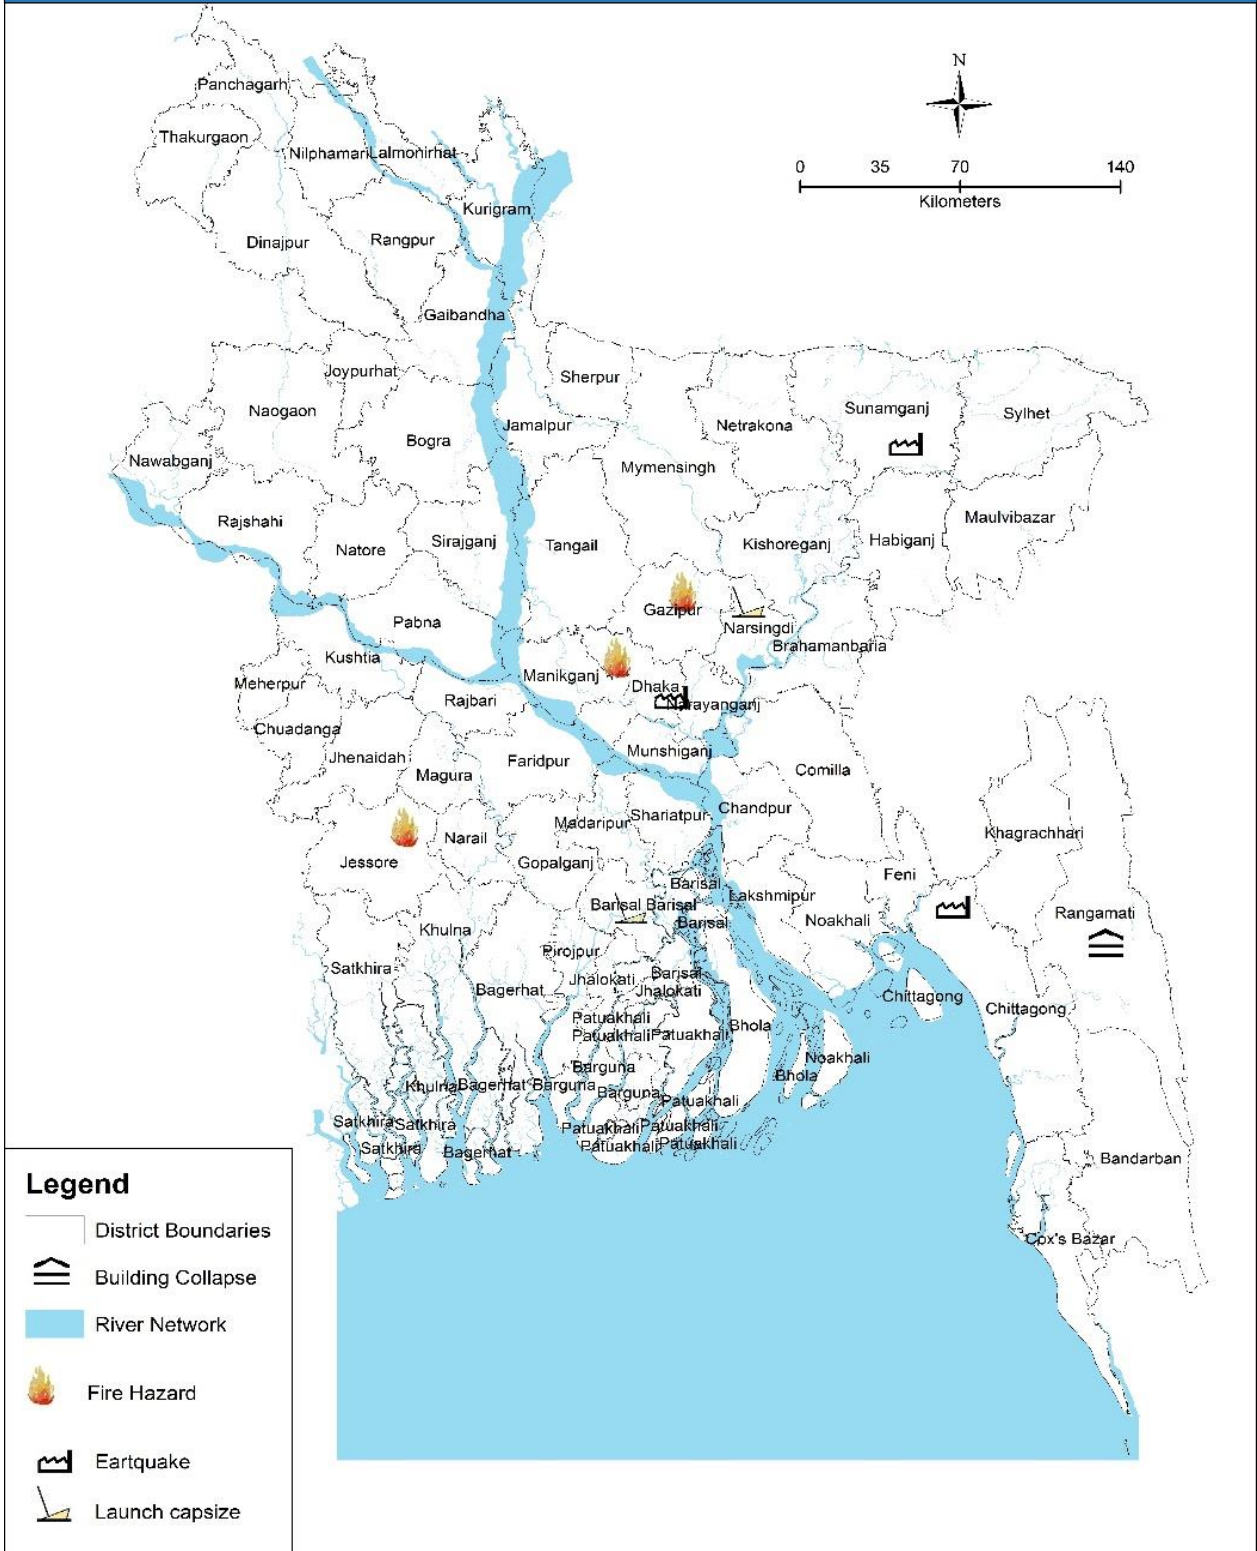 N
0 35 70 140
Kilometers
Panchagarh
Thakurgaon
Nilphamari
Lalmonirhat
Kurigram
Dinajpur
Rangpur
Gaibandha
Joypurhat
Sherpur
Naogaon
Jamalpur
Netrakona
Sunamganj
Sylhet
Bogra
Nawabganj
Mymensingh
Rajshahi
Natore
Sirajganj
Tangail
Kishoreganj
Habiganj
Maulvibazar
Gazipur
Pabna
Narsingdi
Brahamanbaria
Kushtia
Manikganj
Meherpur
Dhaka
Rajbari
Narayanganj
Chuadanga
Jhenaidah
Munshiganj
Faridpur
Magura
Comilla
Chandpur
Shariatpur
Madaripur
Khagrachhari
Narail
Jessore
Gopalganj
Feni
Barisal
Lakshmipur
Barisal Barisal
Rangamati
Barisal
Noakhali
Khulna
Pirojpur
Satkhira
Barisal
Jhalokati
Bagerhat
Jhalokati
Chittagong
Chittagong
Patuakhali
Bhola
Patuakhali Patuakhali
Noakhali
Barguna
Bhola
Khulna Bagerhat Barguna
Barguna
Patuakhali
Satkhira Satkhira
Patuakhali Patuakhali
Satkhira
Bagerhat
Patuakhali Patuakhali
Bandarban
Cox's Bazar
Legend
District Boundaries
Building Collapse
River Network
Fire Hazard
Eartquake
Launch capsize